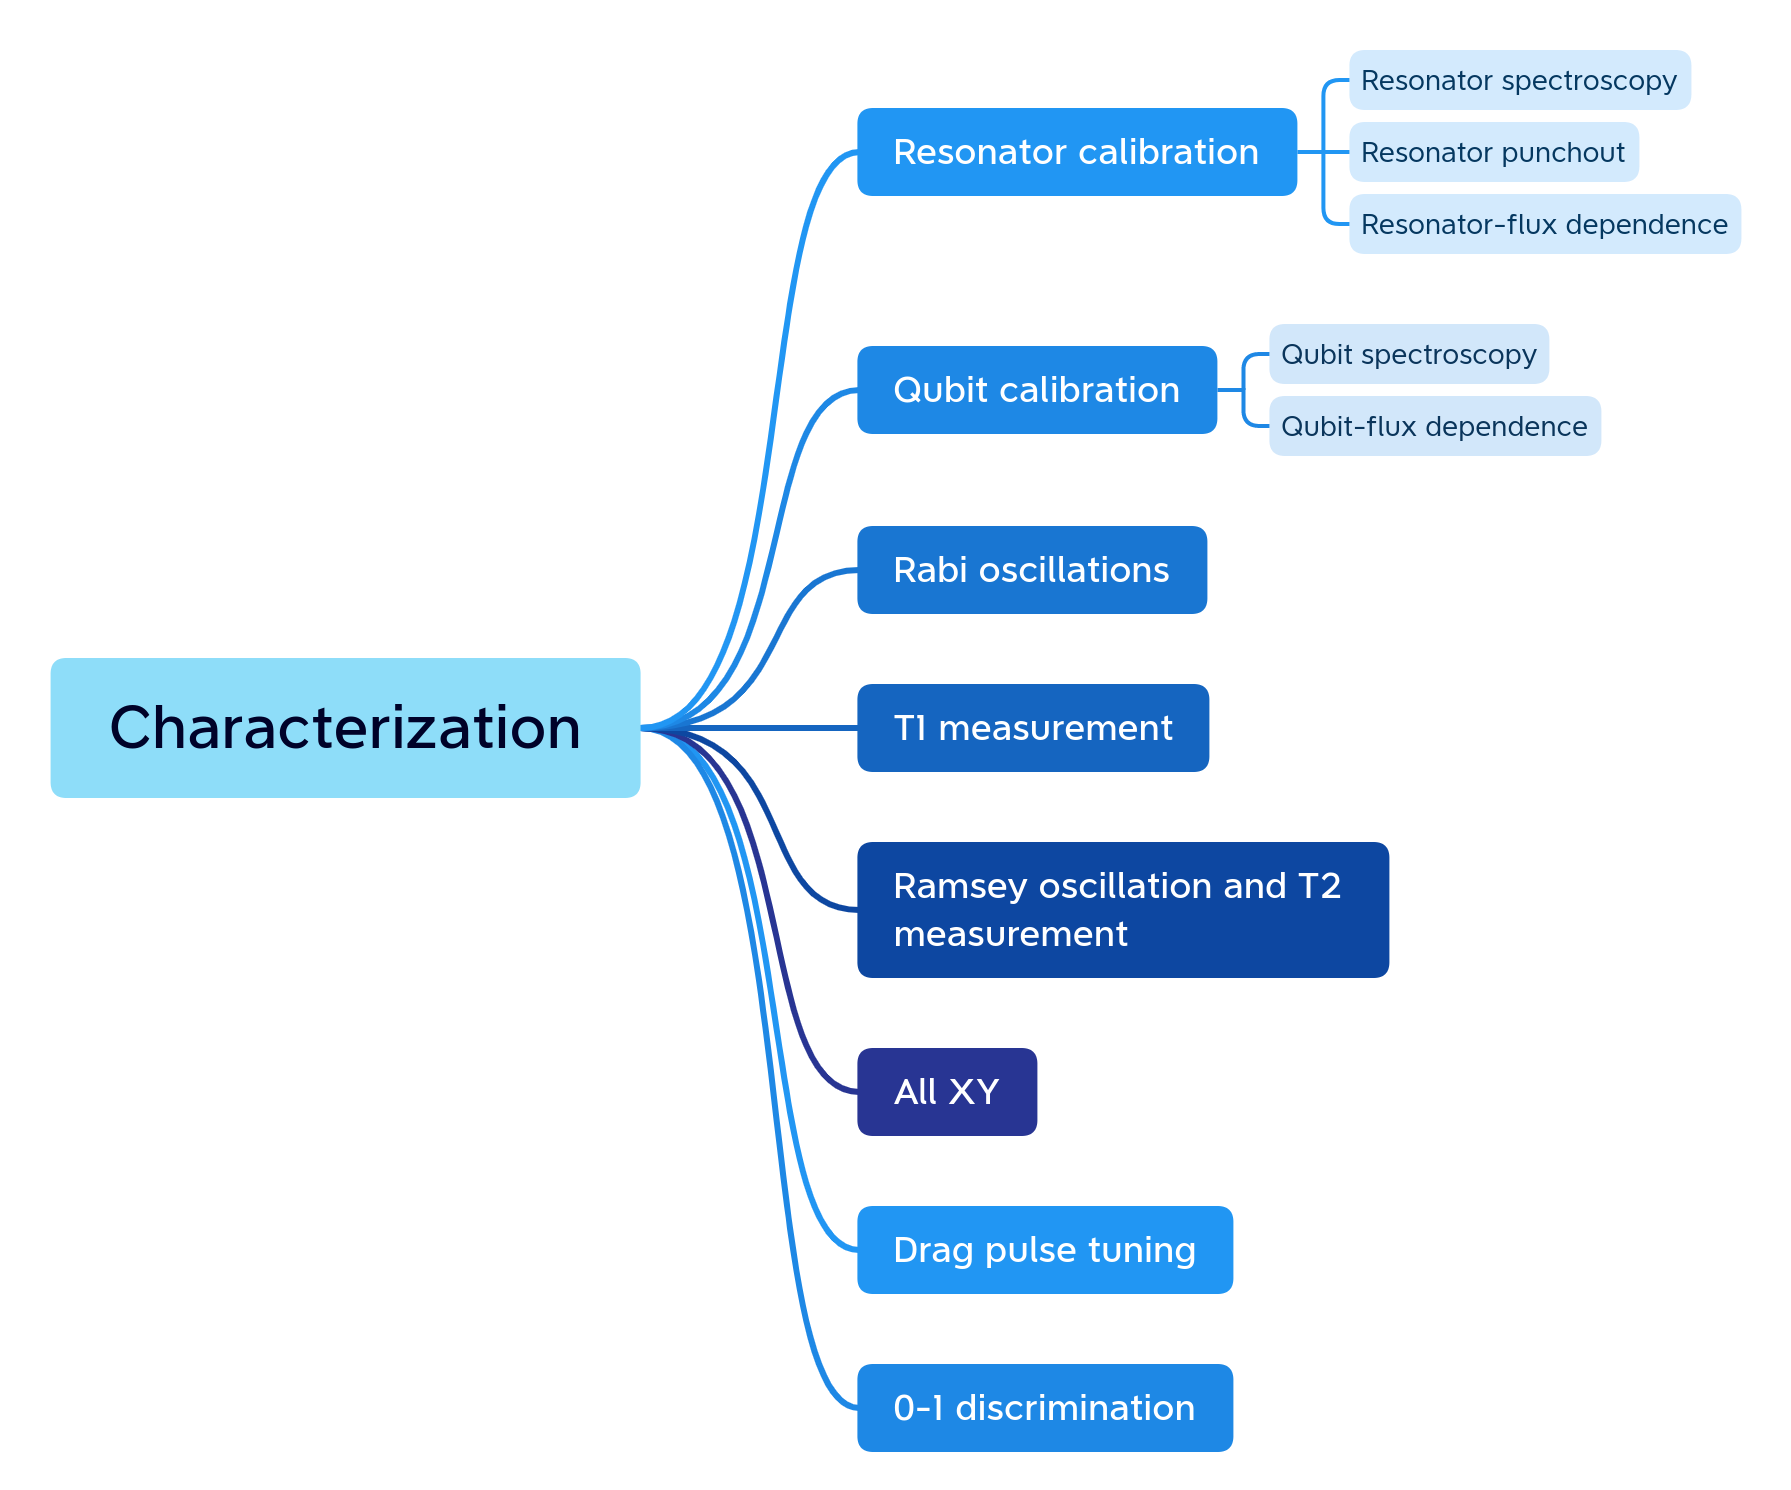 Characterization
Resonator calibration
Resonator spectroscopy
Resonator punchout
Resonator-flux dependence
Qubit calibration
Qubit spectroscopy
Qubit-flux dependence
Rabi oscillations
T1 measurement
Ramsey oscillation and T2
measurement
All XY
Drag pulse tuning
0-1 discrimination